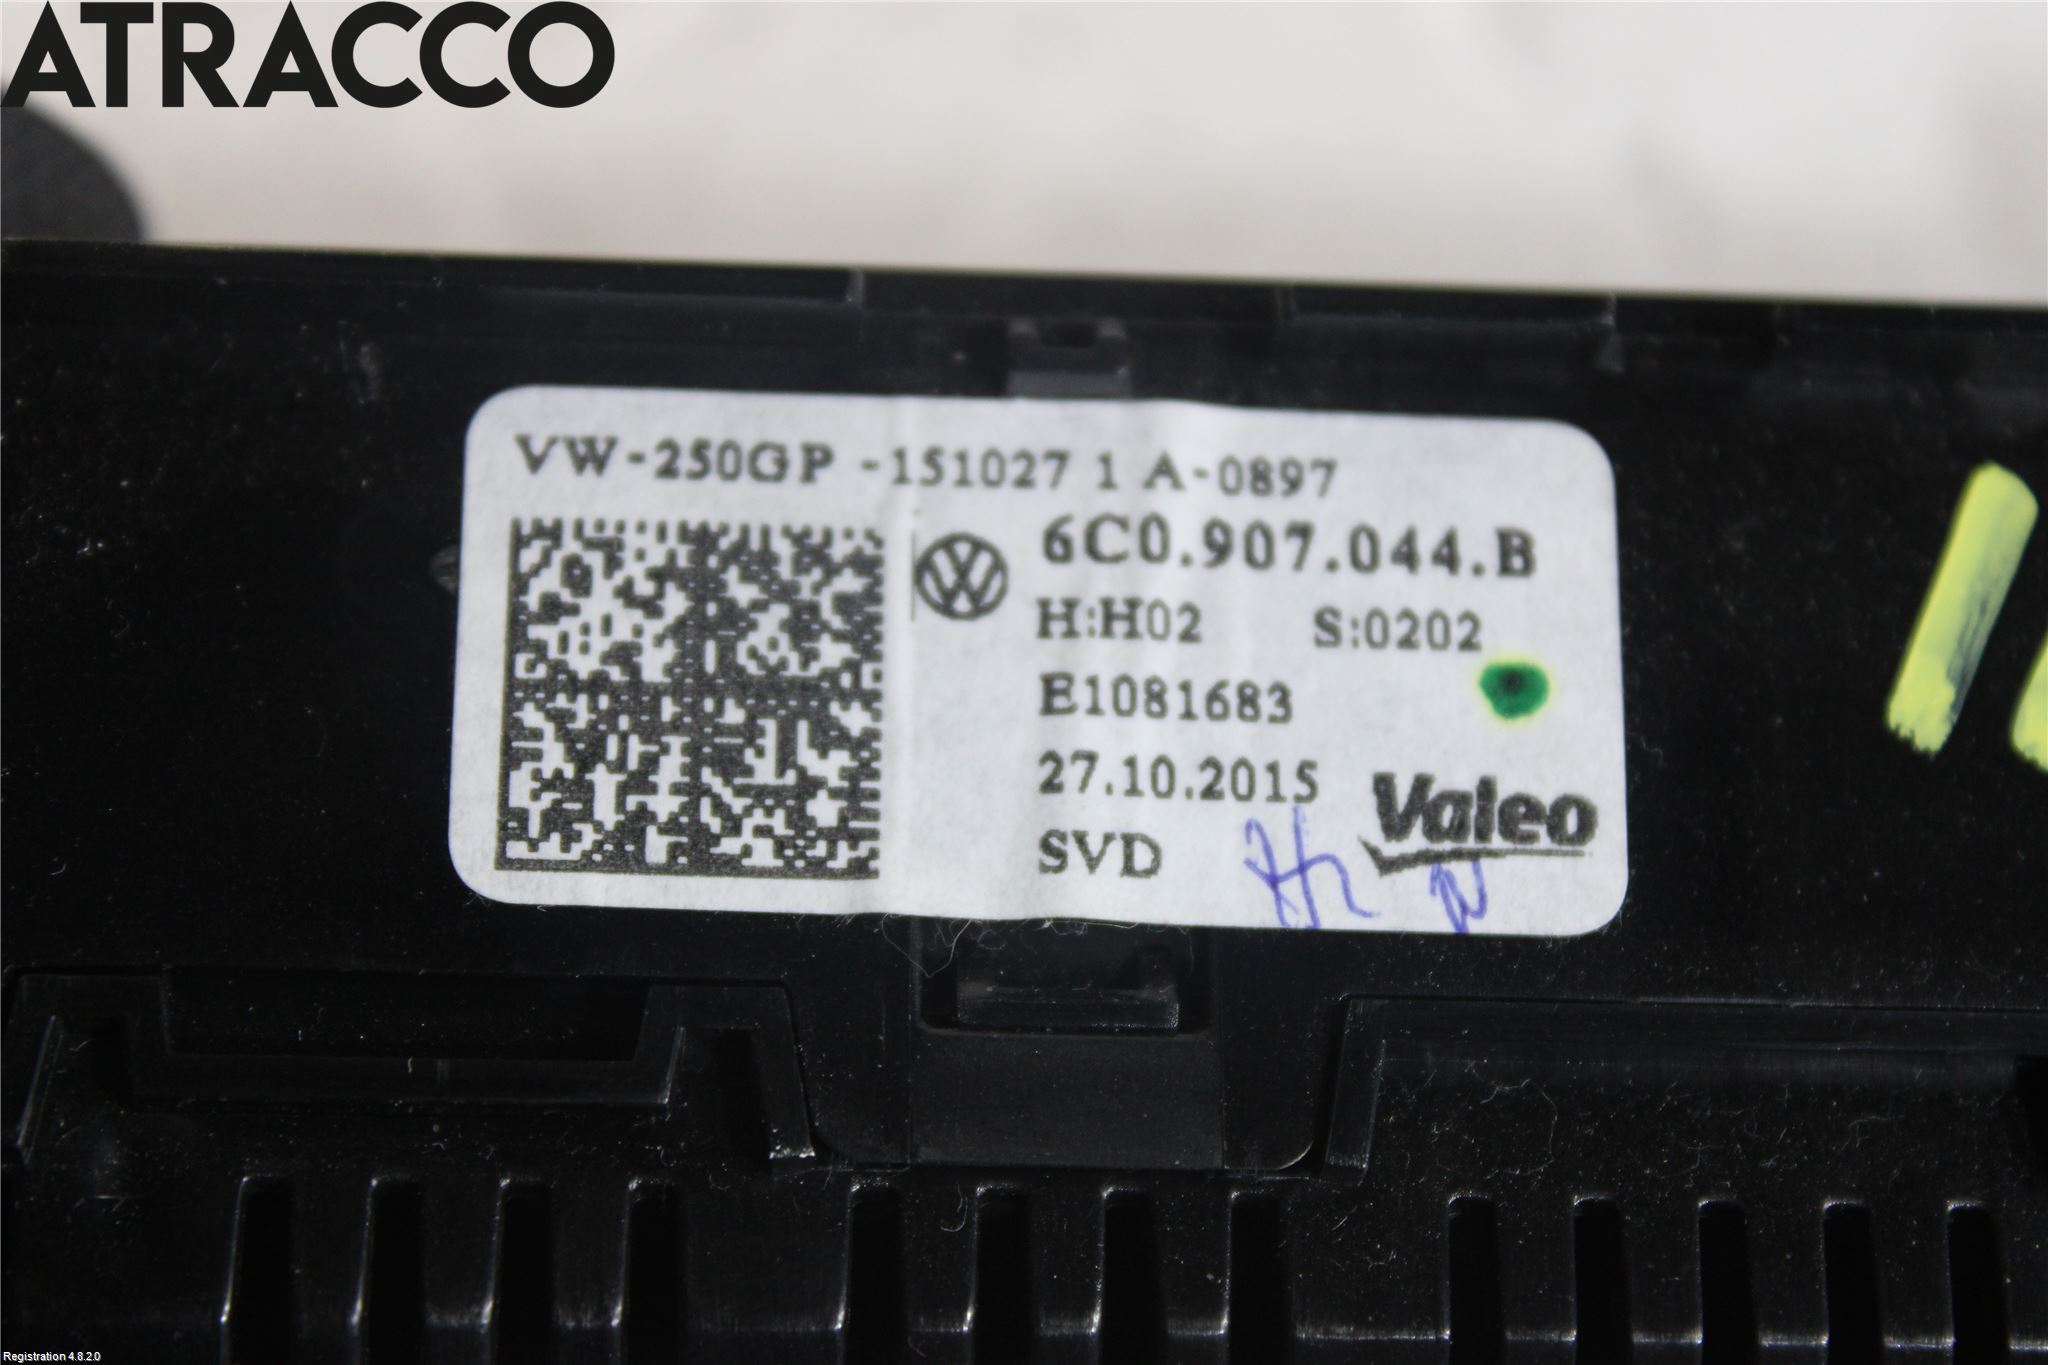 ATRACCO
VW-250GP -151027 1 A-0897
6C0.907.044.B
H:H02 S:0202
E1081683
27.10.2015
Valeo
SVD
Registration 4.8.2.0